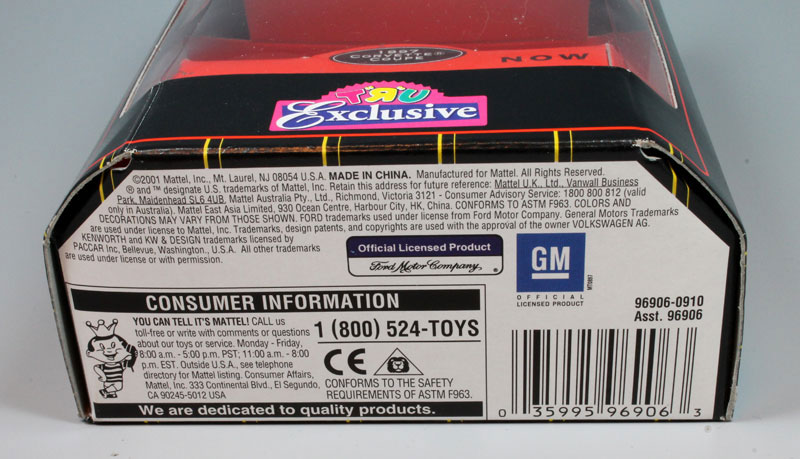 1997
CORVETTE®
COUPE
NOW
T"R"U
Exclusive
©2001 Mattel, Inc., Mt. Laurel, NJ 08054 U.S.A. MADE IN CHINA. Manufactured for Mattel. All Rights Reserved.
® and ™ designate U.S. trademarks of Mattel, Inc. Retain this address for future reference: Mattel U.K., Ltd., Vanwall Business
Park, Maidenhead SL6 4UB. Mattel Australia Pty., Ltd., Richmond, Victoria 3121 - Consumer Advisory Service: 1800 800 812 (valid
only in Australia). Mattel East Asia Limited, 930 Ocean Centre, Harbour City, HK, China. CONFORMS TO ASTM F963. COLORS AND
DECORATIONS MAY VARY FROM THOSE SHOWN. FORD trademarks used under license from Ford Motor Company. General Motors Trademarks
are used under license to Mattel, Inc. Trademarks, design patents, and copyrights are used with the approval of the owner VOLKSWAGEN AG.
KENWORTH and KW & DESIGN trademarks licensed by
PACCAR Inc, Bellevue, Washington., U.S.A. All other trademarks
are used under license or with permission.
Official Licensed Product
Ford Motor Company,
GM
OFFICIAL
LICENSED PRODUCT
96906-0910
Asst. 96906
CONSUMER INFORMATION
YOU CAN TELL IT'S MATTEL! CALL us
toll-free or write with comments or questions
about our toys or service. Monday - Friday,
8:00 a.m. - 5:00 p.m. PST; 11:00 a.m. - 8:00
p.m. EST. Outside U.S.A., see telephone
directory for Mattel listing. Consumer Affairs,
Mattel, Inc. 333 Continental Blvd., El Segundo,
CA 90245-5012 USA
1 (800) 524-TOYS
CE
CONFORMS TO THE SAFETY
REQUIREMENTS OF ASTM F963.
We are dedicated to quality products.
0 35995 96906 3